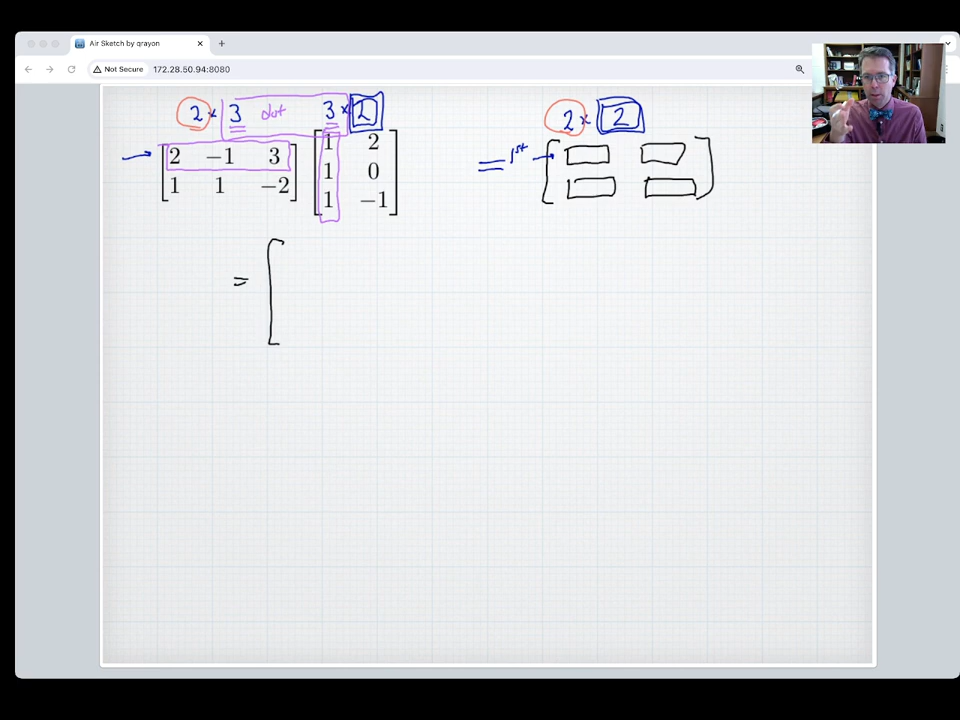 Air Sketch by qrayon
Not Secure 172.28.50.94:8080
2 × 3 dot 3 × 2
2 × 2
2 −1 3
1 1 −2
1 2
1 0
1 −1
= 1st →
=